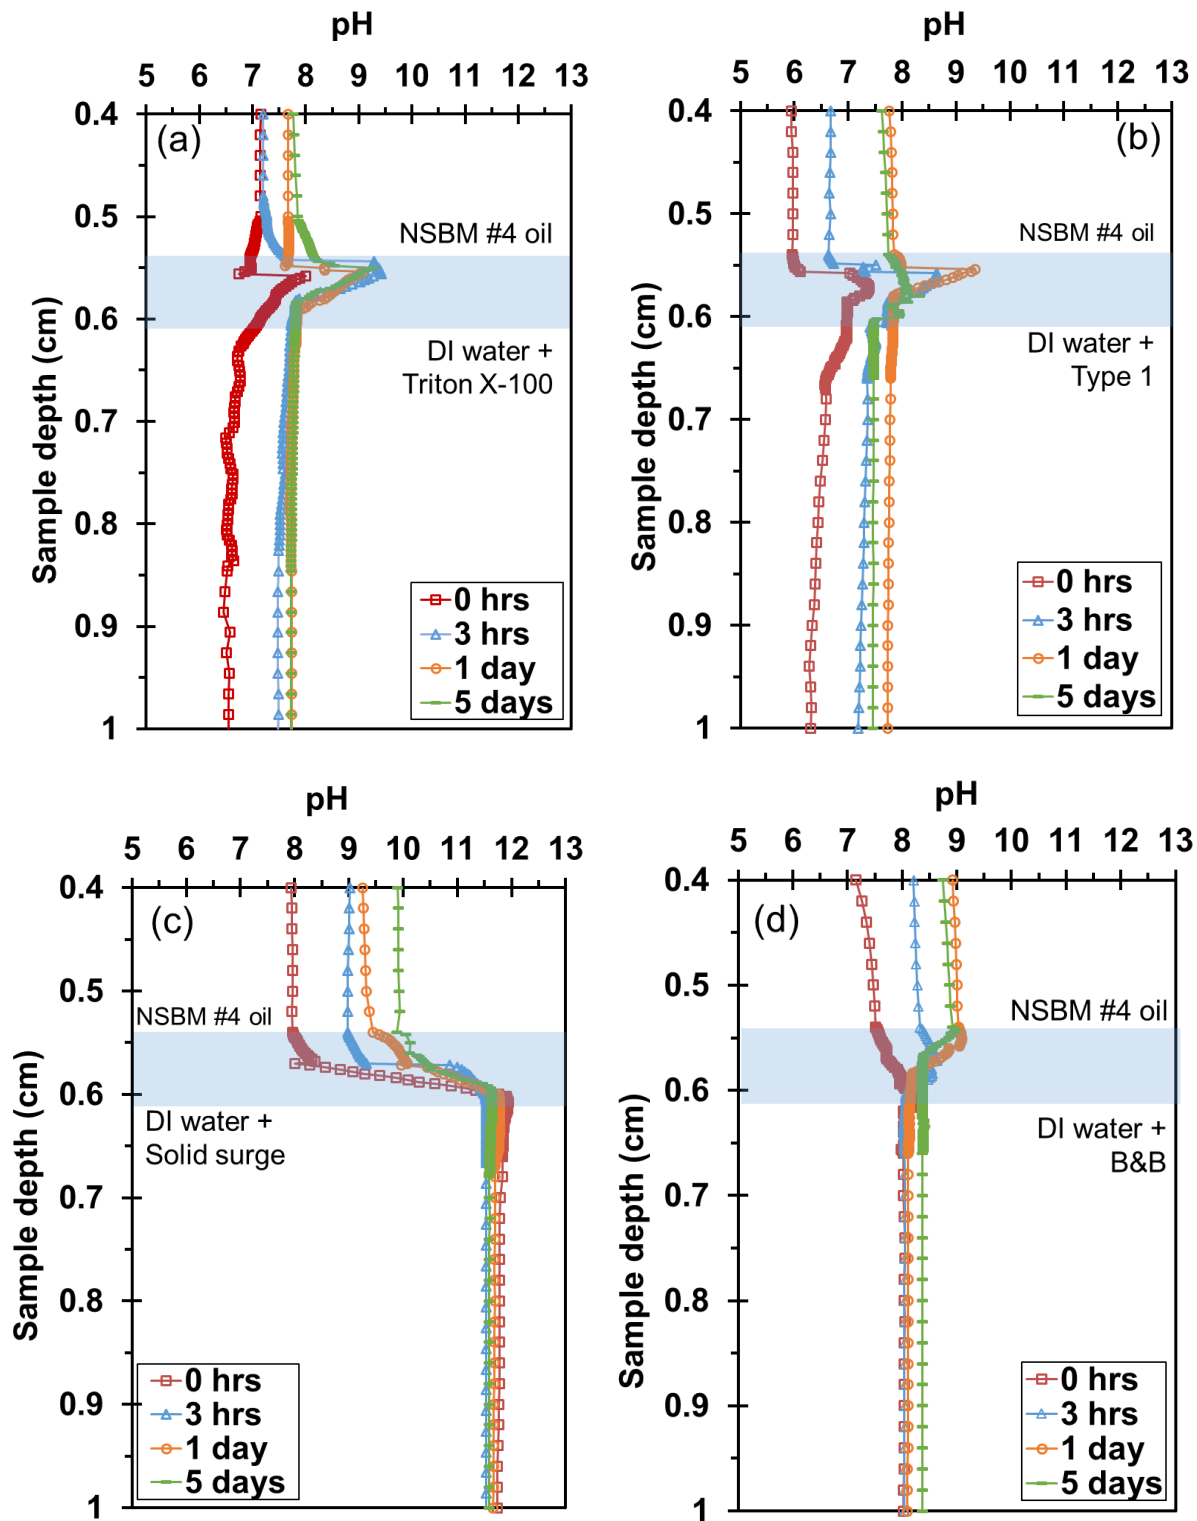 pH
5 6 7 8 9 10 11 12 13
0.4
0.5
0.6
0.7
0.8
0.9
1
Sample depth (cm)
(a)
NSBM #4 oil
DI water +
Triton X-100
0 hrs
3 hrs
1 day
5 days
pH
5 6 7 8 9 10 11 12 13
0.4
0.5
0.6
0.7
0.8
0.9
1
Sample depth (cm)
(b)
NSBM #4 oil
DI water +
Type 1
0 hrs
3 hrs
1 day
5 days
pH
5 6 7 8 9 10 11 12 13
0.4
0.5
0.6
0.7
0.8
0.9
1
Sample depth (cm)
(c)
NSBM #4 oil
DI water +
Solid surge
0 hrs
3 hrs
1 day
5 days
pH
5 6 7 8 9 10 11 12 13
0.4
0.5
0.6
0.7
0.8
0.9
1
Sample depth (cm)
(d)
NSBM #4 oil
DI water +
B&B
0 hrs
3 hrs
1 day
5 days